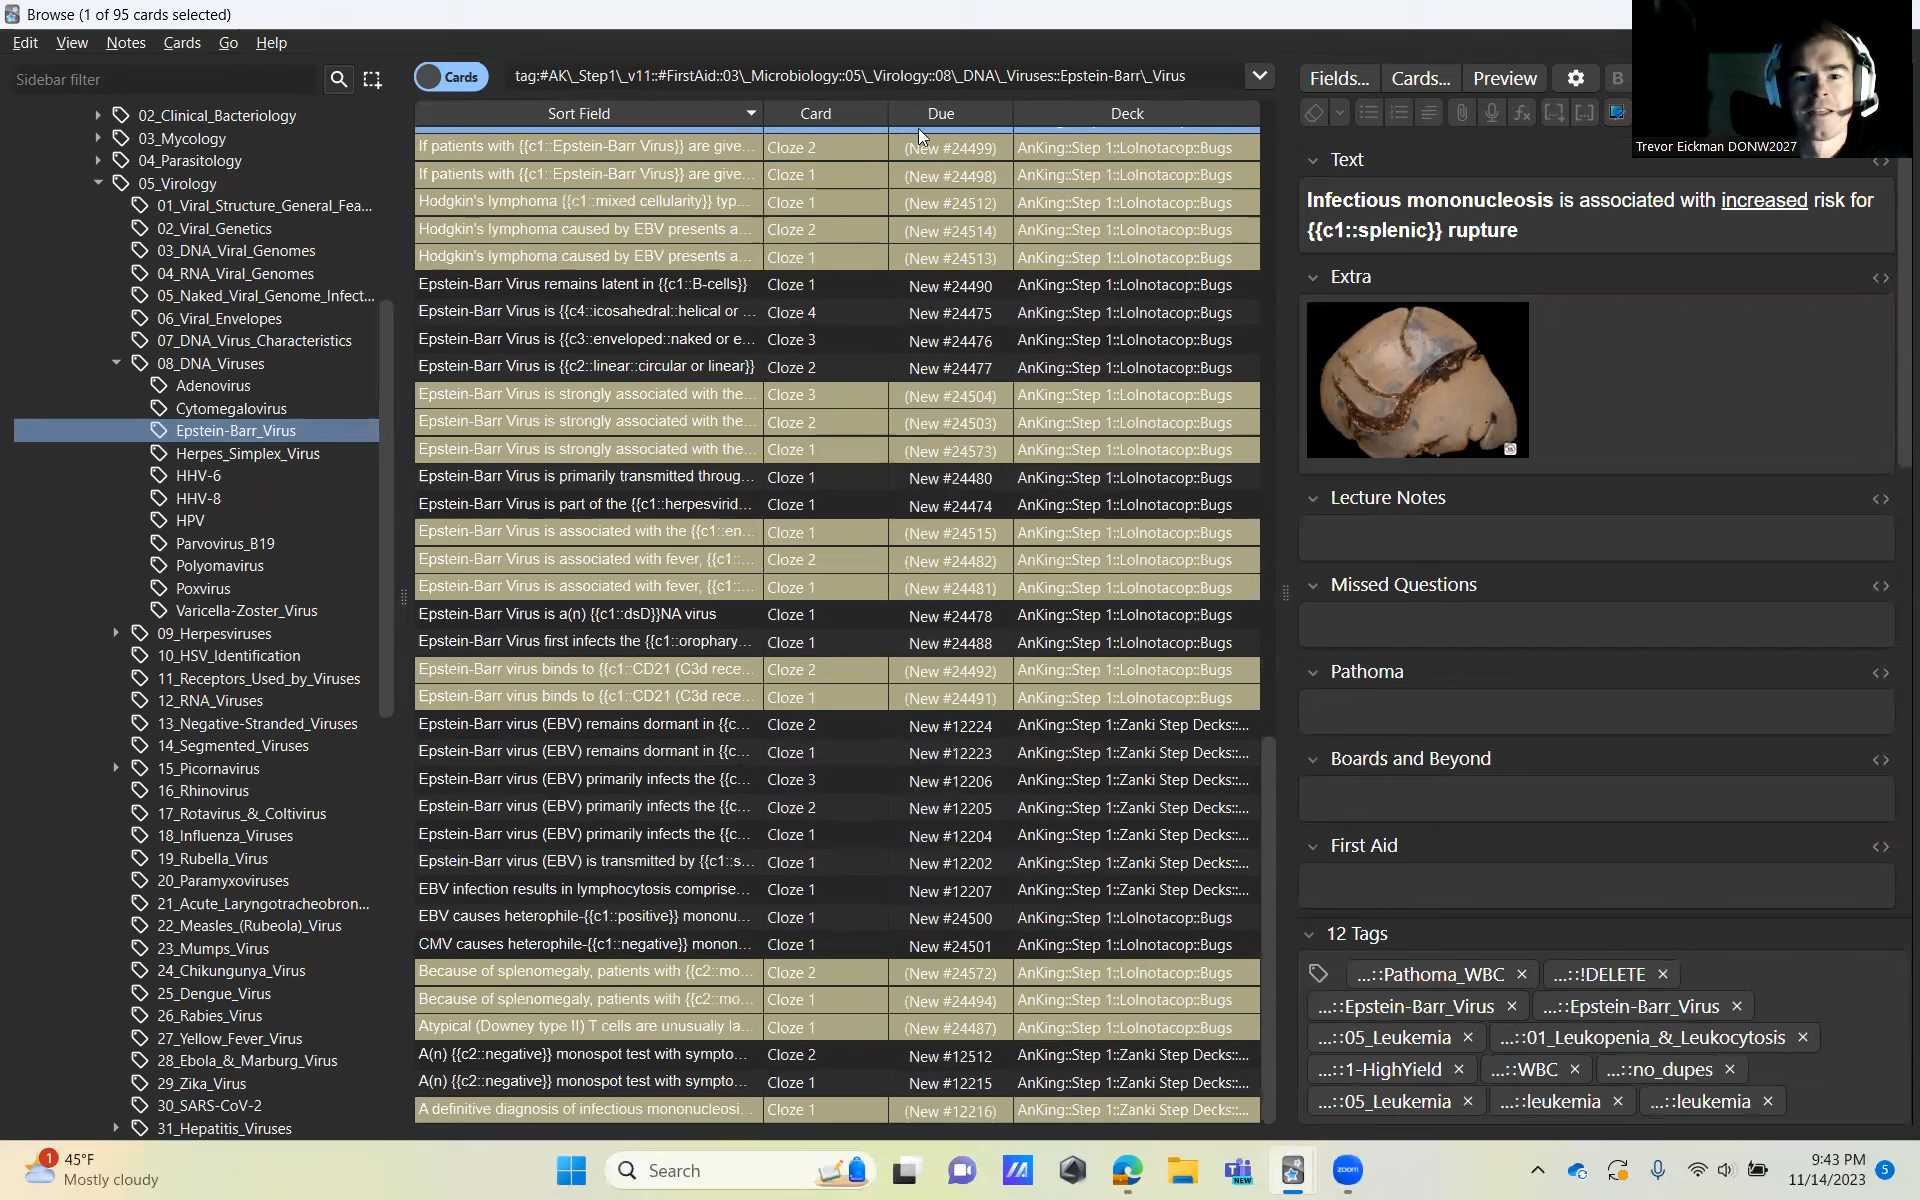 Browse (1 of 95 cards selected)
Edit View Notes Cards Go Help
Sidebar filter
Cards
tag:#AK\_Step1\_v11::#FirstAid::03\_Microbiology::05\_Virology::08\_DNA\_Viruses::Epstein-Barr\_Virus
Fields... Cards... Preview
B
02_Clinical_Bacteriology
03_Mycology
04_Parasitology
05_Virology
01_Viral_Structure_General_Fea...
02_Viral_Genetics
03_DNA_Viral_Genomes
04_RNA_Viral_Genomes
05_Naked_Viral_Genome_Infect...
06_Viral_Envelopes
07_DNA_Virus_Characteristics
08_DNA_Viruses
Adenovirus
Cytomegalovirus
Epstein-Barr_Virus
Herpes_Simplex_Virus
HHV-6
HHV-8
HPV
Parvovirus_B19
Polyomavirus
Poxvirus
Varicella-Zoster_Virus
09_Herpesviruses
10_HSV_Identification
11_Receptors_Used_by_Viruses
12_RNA_Viruses
13_Negative-Stranded_Viruses
14_Segmented_Viruses
15_Picornavirus
16_Rhinovirus
17_Rotavirus_&_Coltivirus
18_Influenza_Viruses
19_Rubella_Virus
20_Paramyxoviruses
21_Acute_Laryngotracheobron...
22_Measles_(Rubeola)_Virus
23_Mumps_Virus
24_Chikungunya_Virus
25_Dengue_Virus
26_Rabies_Virus
27_Yellow_Fever_Virus
28_Ebola_&_Marburg_Virus
29_Zika_Virus
30_SARS-CoV-2
31_Hepatitis_Viruses
Sort Field Card Due Deck
If patients with {{c1::Epstein-Barr Virus}} are give... Cloze 2 (New #24499) AnKing::Step 1::Lolnotacop::Bugs
If patients with {{c1::Epstein-Barr Virus}} are give... Cloze 1 (New #24498) AnKing::Step 1::Lolnotacop::Bugs
Hodgkin's lymphoma {{c1::mixed cellularity}} typ... Cloze 1 (New #24512) AnKing::Step 1::Lolnotacop::Bugs
Hodgkin's lymphoma caused by EBV presents a... Cloze 2 (New #24514) AnKing::Step 1::Lolnotacop::Bugs
Hodgkin's lymphoma caused by EBV presents a... Cloze 1 (New #24513) AnKing::Step 1::Lolnotacop::Bugs
Epstein-Barr Virus remains latent in {{c1::B-cells}} Cloze 1 New #24490 AnKing::Step 1::Lolnotacop::Bugs
Epstein-Barr Virus is {{c4::icosahedral::helical or ... Cloze 4 New #24475 AnKing::Step 1::Lolnotacop::Bugs
Epstein-Barr Virus is {{c3::enveloped::naked or e... Cloze 3 New #24476 AnKing::Step 1::Lolnotacop::Bugs
Epstein-Barr Virus is {{c2::linear::circular or linear}} Cloze 2 New #24477 AnKing::Step 1::Lolnotacop::Bugs
Epstein-Barr Virus is strongly associated with the... Cloze 3 (New #24504) AnKing::Step 1::Lolnotacop::Bugs
Epstein-Barr Virus is strongly associated with the... Cloze 2 (New #24503) AnKing::Step 1::Lolnotacop::Bugs
Epstein-Barr Virus is strongly associated with the... Cloze 1 (New #24573) AnKing::Step 1::Lolnotacop::Bugs
Epstein-Barr Virus is primarily transmitted throug... Cloze 1 New #24480 AnKing::Step 1::Lolnotacop::Bugs
Epstein-Barr Virus is part of the {{c1::herpesvirid... Cloze 1 New #24474 AnKing::Step 1::Lolnotacop::Bugs
Epstein-Barr Virus is associated with the {{c1::en... Cloze 1 (New #24515) AnKing::Step 1::Lolnotacop::Bugs
Epstein-Barr Virus is associated with fever, {{c1::... Cloze 2 (New #24482) AnKing::Step 1::Lolnotacop::Bugs
Epstein-Barr Virus is associated with fever, {{c1::... Cloze 1 (New #24481) AnKing::Step 1::Lolnotacop::Bugs
Epstein-Barr Virus is a(n) {{c1::dsD}}NA virus Cloze 1 New #24478 AnKing::Step 1::Lolnotacop::Bugs
Epstein-Barr Virus first infects the {{c1::orophary... Cloze 1 New #24488 AnKing::Step 1::Lolnotacop::Bugs
Epstein-Barr virus binds to {{c1::CD21 (C3d rece... Cloze 2 (New #24492) AnKing::Step 1::Lolnotacop::Bugs
Epstein-Barr virus binds to {{c1::CD21 (C3d rece... Cloze 1 (New #24491) AnKing::Step 1::Lolnotacop::Bugs
Epstein-Barr virus (EBV) remains dormant in {{c... Cloze 2 New #12224 AnKing::Step 1::Zanki Step Decks::...
Epstein-Barr virus (EBV) remains dormant in {{c... Cloze 1 New #12223 AnKing::Step 1::Zanki Step Decks::...
Epstein-Barr virus (EBV) primarily infects the {{c... Cloze 3 New #12206 AnKing::Step 1::Zanki Step Decks::...
Epstein-Barr virus (EBV) primarily infects the {{c... Cloze 2 New #12205 AnKing::Step 1::Zanki Step Decks::...
Epstein-Barr virus (EBV) primarily infects the {{c... Cloze 1 New #12204 AnKing::Step 1::Zanki Step Decks::...
Epstein-Barr virus (EBV) is transmitted by {{c1::s... Cloze 1 New #12202 AnKing::Step 1::Zanki Step Decks::...
EBV infection results in lymphocytosis comprise... Cloze 1 New #12207 AnKing::Step 1::Zanki Step Decks::...
EBV causes heterophile-{{c1::positive}} mononu... Cloze 1 New #24500 AnKing::Step 1::Lolnotacop::Bugs
CMV causes heterophile-{{c1::negative}} monon... Cloze 1 New #24501 AnKing::Step 1::Lolnotacop::Bugs
Because of splenomegaly, patients with {{c2::mo... Cloze 2 (New #24572) AnKing::Step 1::Lolnotacop::Bugs
Because of splenomegaly, patients with {{c2::mo... Cloze 1 (New #24494) AnKing::Step 1::Lolnotacop::Bugs
Atypical (Downey type II) T cells are unusually la... Cloze 1 (New #24487) AnKing::Step 1::Lolnotacop::Bugs
A(n) {{c2::negative}} monospot test with sympto... Cloze 2 New #12512 AnKing::Step 1::Zanki Step Decks::...
A(n) {{c2::negative}} monospot test with sympto... Cloze 1 New #12215 AnKing::Step 1::Zanki Step Decks::...
A definitive diagnosis of infectious mononucleosi... Cloze 1 (New #12216) AnKing::Step 1::Zanki Step Decks::...
Trevor Eickman DONW2027
Text
Infectious mononucleosis is associated with increased risk for
{{c1::splenic}} rupture
Extra
Lecture Notes
Missed Questions
Pathoma
Boards and Beyond
First Aid
12 Tags
...::Pathoma_WBC × ...::!DELETE ×
...::Epstein-Barr_Virus × ...::Epstein-Barr_Virus ×
...::05_Leukemia × ...::01_Leukopenia_&_Leukocytosis ×
...::1-HighYield × ...::WBC × ...::no_dupes ×
...::05_Leukemia × ...::leukemia × ...::leukemia ×
1
45°F
Mostly cloudy
Search
NEW
zoom
9:43 PM
11/14/2023
5